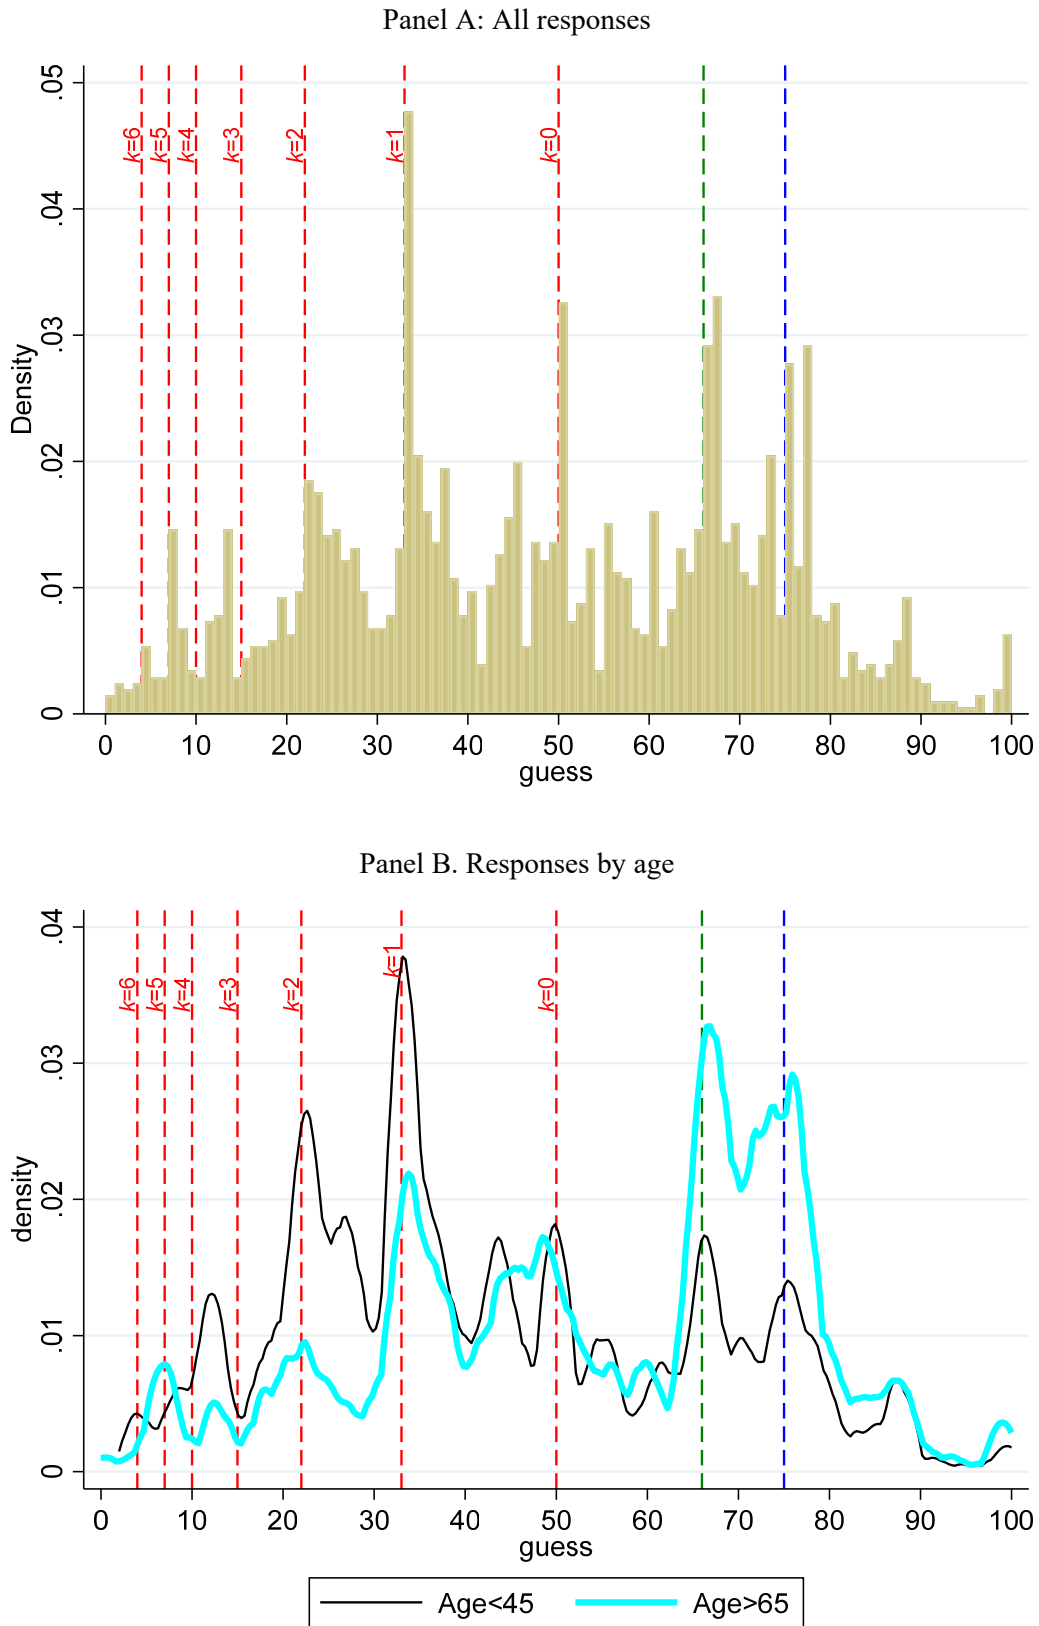 Panel A: All responses
k=6 k=5 k=4 k=3 k=2 k=1 k=0
.05
.04
.03
.02
.01
0
Density
0 10 20 30 40 50 60 70 80 90 100
guess
Panel B. Responses by age
k=6 k=5 k=4 k=3 k=2 k=1 k=0
.04
.03
.02
.01
0
density
0 10 20 30 40 50 60 70 80 90 100
guess
Age<45 Age>65